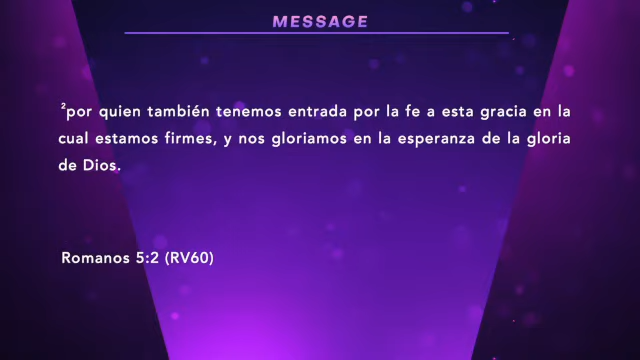 MESSAGE
²por quien también tenemos entrada por la fe a esta gracia en la
cual estamos firmes, y nos gloriamos en la esperanza de la gloria
de Dios.
Romanos 5:2 (RV60)